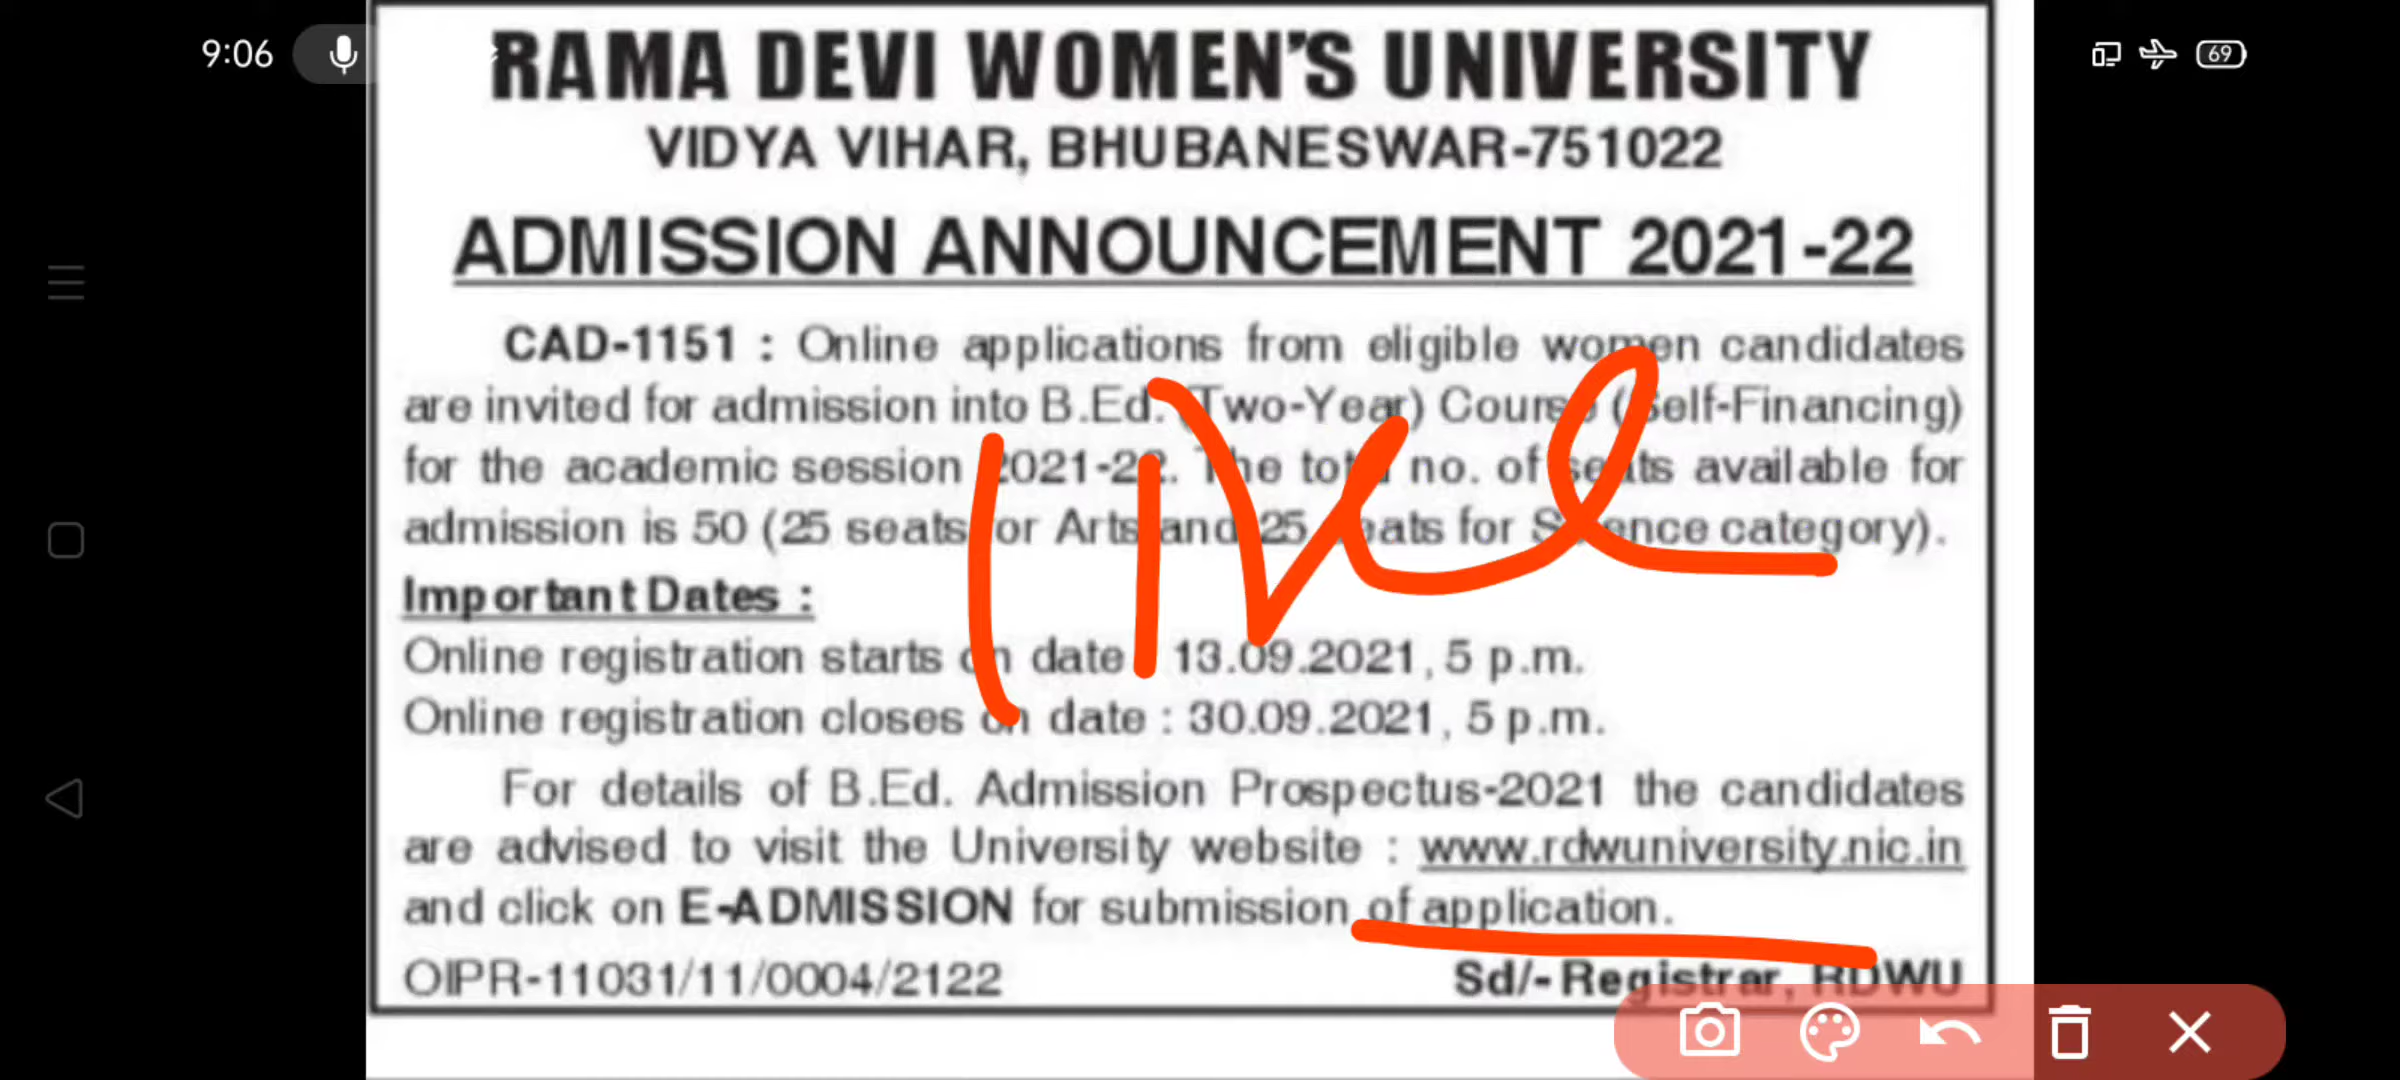 9:06
69
RAMA DEVI WOMEN'S UNIVERSITY
VIDYA VIHAR, BHUBANESWAR-751022
ADMISSION ANNOUNCEMENT 2021-22
CAD-1151 : Online applications from eligible women candidates
are invited for admission into B.Ed. (Two-Year) Course (Self-Financing)
for the academic session 2021-22. The total no. of seats available for
admission is 50 (25 seats for Arts and 25 seats for Science category).
Important Dates :
Online registration starts on date : 13.09.2021, 5 p.m.
Online registration closes on date : 30.09.2021, 5 p.m.
For details of B.Ed. Admission Prospectus-2021 the candidates
are advised to visit the University website : www.rdwuniversity.nic.in
and click on E-ADMISSION for submission of application.
OIPR-11031/11/0004/2122
Sd/- Registrar, RDWU